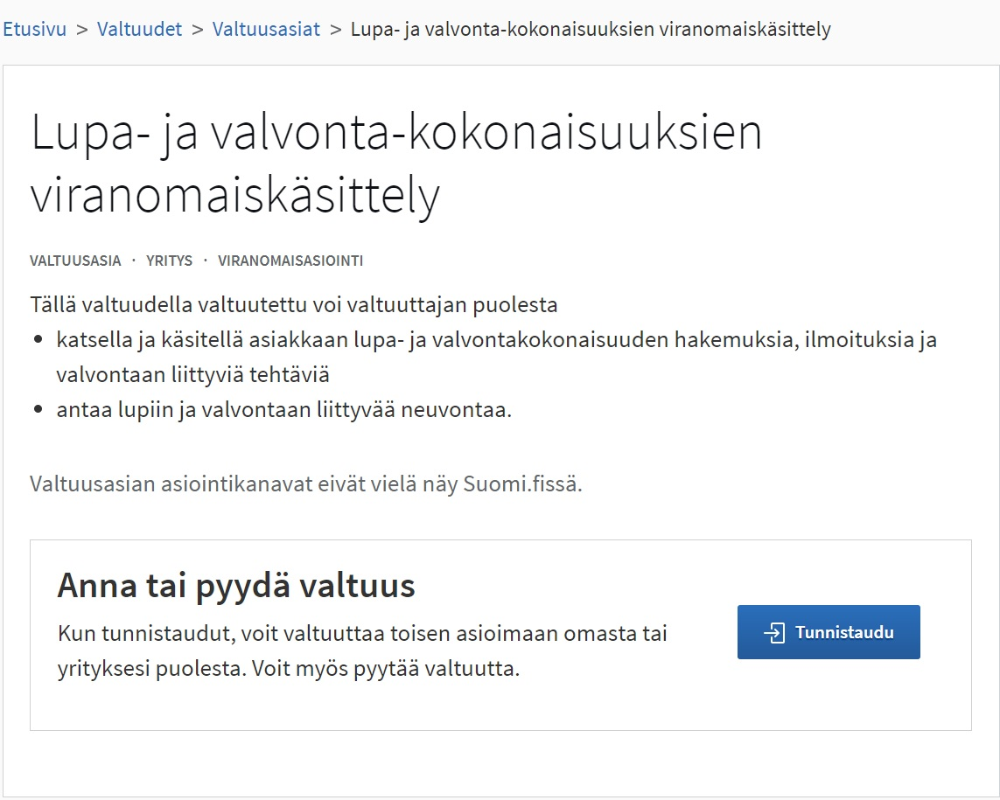 Etusivu > Valtuudet > Valtuusasiat > Lupa- ja valvonta-kokonaisuuksien viranomaiskäsittely
Lupa- ja valvonta-kokonaisuuksien
viranomaiskäsittely
VALTUUSASIA · YRITYS · VIRANOMAISASIOINTI
Tällä valtuudella valtuutettu voi valtuuttajan puolesta
• katsella ja käsitellä asiakkaan lupa- ja valvontakokonaisuuden hakemuksia, ilmoituksia ja
valvontaan liittyviä tehtäviä
• antaa lupiin ja valvontaan liittyvää neuvontaa.
Valtuusasian asiointikanavat eivät vielä näy Suomi.fissä.
Anna tai pyydä valtuus
Kun tunnistaudut, voit valtuuttaa toisen asioimaan omasta tai
yrityksesi puolesta. Voit myös pyytää valtuutta.
Tunnistaudu